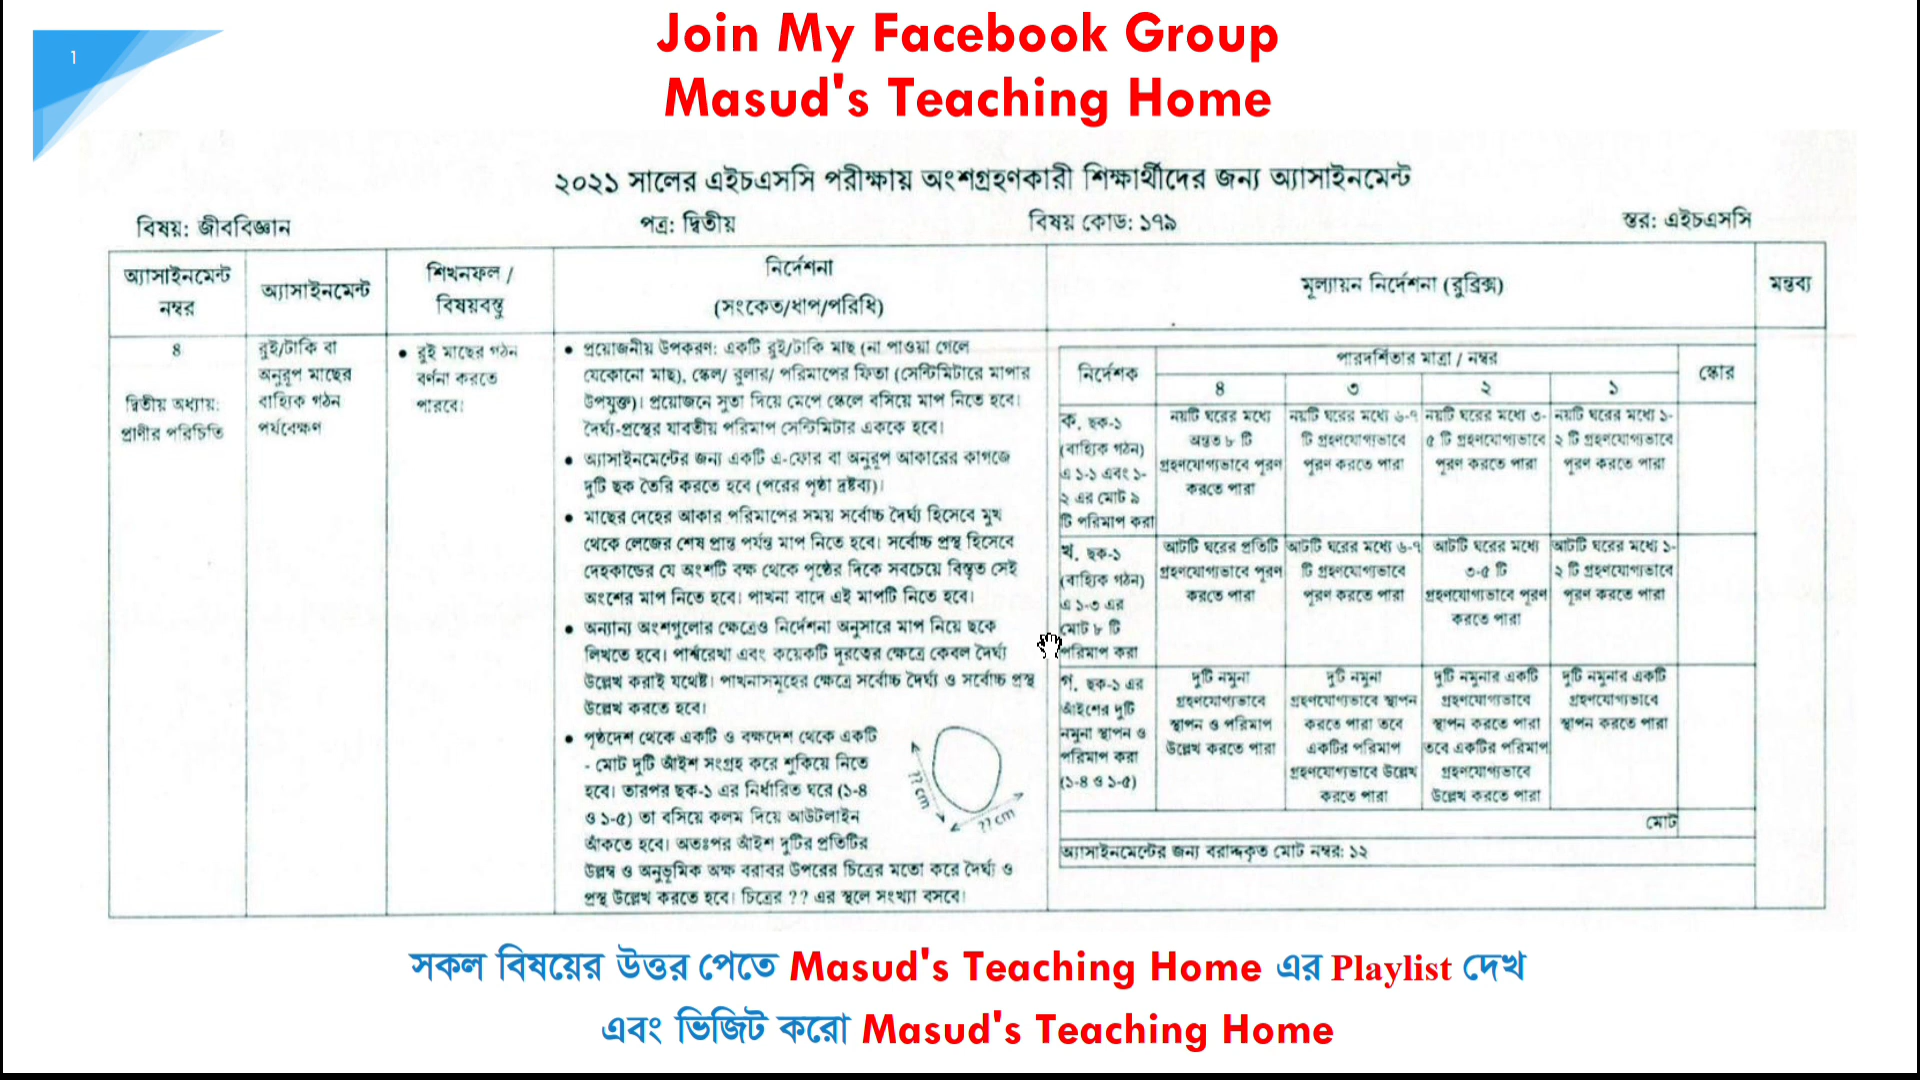 1
Join My Facebook Group
Masud's Teaching Home
২০২১ সালের এইচএসসি পরীক্ষায় অংশগ্রহণকারী শিক্ষার্থীদের জন্য অ্যাসাইনমেন্ট
বিষয়: জীববিজ্ঞান পত্র: দ্বিতীয় বিষয় কোড: ১৭৯ স্তর: এইচএসসি
অ্যাসাইনমেন্ট
নম্বর
অ্যাসাইনমেন্ট
শিখনফল /
বিষয়বস্তু
নির্দেশনা
(সংকেত/ধাপ/পরিধি)
মূল্যায়ন নির্দেশনা (রুব্রিক্স)
মন্তব্য
৪
দ্বিতীয় অধ্যায়:
প্রাণীর পরিচিতি
রুই/টাকি বা
অনুরূপ মাছের
বাহ্যিক গঠন
পর্যবেক্ষণ
• রুই মাছের গঠন
বর্ণনা করতে
পারবে।
• প্রয়োজনীয় উপকরণ: একটি রুই/টাকি মাছ (না পাওয়া গেলে
যেকোনো মাছ), স্কেল/ রুলার/ পরিমাপের ফিতা (সেন্টিমিটারে মাপার
উপযুক্ত)। প্রয়োজনে সুতা দিয়ে মেপে স্কেলে বসিয়ে মাপ নিতে হবে।
দৈর্ঘ্য-প্রস্থের যাবতীয় পরিমাপ সেন্টিমিটার এককে হবে।
• অ্যাসাইনমেন্টের জন্য একটি এ-ফোর বা অনুরূপ আকারের কাগজে
দুটি ছক তৈরি করতে হবে (পরের পৃষ্ঠা দ্রষ্টব্য)।
• মাছের দেহের আকার পরিমাপের সময় সর্বোচ্চ দৈর্ঘ্য হিসেবে মুখ
থেকে লেজের শেষ প্রান্ত পর্যন্ত মাপ নিতে হবে। সর্বোচ্চ প্রস্থ হিসেবে
দেহকান্ডের যে অংশটি বক্ষ থেকে পৃষ্ঠের দিকে সবচেয়ে বিস্তৃত সেই
অংশের মাপ নিতে হবে। পাখনা বাদে এই মাপটি নিতে হবে।
• অন্যান্য অংশগুলোর ক্ষেত্রেও নির্দেশনা অনুসারে মাপ নিয়ে ছকে
লিখতে হবে। পার্শ্বরেখা এবং কয়েকটি দূরত্বের ক্ষেত্রে কেবল দৈর্ঘ্য
উল্লেখ করাই যথেষ্ট। পাখনাসমূহের ক্ষেত্রে সর্বোচ্চ দৈর্ঘ্য ও সর্বোচ্চ প্রস্থ
উল্লেখ করতে হবে।
• পৃষ্ঠদেশ থেকে একটি ও বক্ষদেশ থেকে একটি
- মোট দুটি আঁইশ সংগ্রহ করে শুকিয়ে নিতে
হবে। তারপর ছক-১ এর নির্ধারিত ঘরে (১-৪
ও ১-৫) তা বসিয়ে কলম দিয়ে আউটলাইন
আঁকতে হবে। অতঃপর আঁইশ দুটির প্রতিটির
উল্লম্ব ও অনুভূমিক অক্ষ বরাবর উপরের চিত্রের মতো করে দৈর্ঘ্য ও
প্রস্থ উল্লেখ করতে হবে। চিত্রের ?? এর স্থলে সংখ্যা বসবে।
?? cm
?? cm
নির্দেশক
পারদর্শিতার মাত্রা / নম্বর
স্কোর
৪ ৩ ২ ১
ক. ছক-১
(বাহ্যিক গঠন)
এ ১-১ এবং ১-
২ এর মোট ৯
টি পরিমাপ করা
নয়টি ঘরের মধ্যে
অন্তত ৮ টি
গ্রহণযোগ্যভাবে পূরণ
করতে পারা
নয়টি ঘরের মধ্যে ৬-৭
টি গ্রহণযোগ্যভাবে
পূরণ করতে পারা
নয়টি ঘরের মধ্যে ৩-
৫ টি গ্রহণযোগ্যভাবে
পূরণ করতে পারা
নয়টি ঘরের মধ্যে ১-
২ টি গ্রহণযোগ্যভাবে
পূরণ করতে পারা
খ. ছক-১
(বাহ্যিক গঠন)
এ ১-৩ এর
মোট ৮ টি
পরিমাপ করা
আটটি ঘরের প্রতিটি
গ্রহণযোগ্যভাবে পূরণ
করতে পারা
আটটি ঘরের মধ্যে ৬-৭
টি গ্রহণযোগ্যভাবে
পূরণ করতে পারা
আটটি ঘরের মধ্যে
৩-৫ টি
গ্রহণযোগ্যভাবে পূরণ
করতে পারা
আটটি ঘরের মধ্যে ১-
২ টি গ্রহণযোগ্যভাবে
পূরণ করতে পারা
গ. ছক-১ এর
আঁইশের দুটি
নমুনা স্থাপন ও
পরিমাপ করা
(১-৪ ও ১-৫)
দুটি নমুনা
গ্রহণযোগ্যভাবে
স্থাপন ও পরিমাপ
উল্লেখ করতে পারা
দুটি নমুনা
গ্রহণযোগ্যভাবে স্থাপন
করতে পারা তবে
একটির পরিমাপ
গ্রহণযোগ্যভাবে উল্লেখ
করতে পারা
দুটি নমুনার একটি
গ্রহণযোগ্যভাবে
স্থাপন করতে পারা
তবে একটির পরিমাপ
গ্রহণযোগ্যভাবে
উল্লেখ করতে পারা
দুটি নমুনার একটি
গ্রহণযোগ্যভাবে
স্থাপন করতে পারা
মোট
অ্যাসাইনমেন্টের জন্য বরাদ্দকৃত মোট নম্বর: ১২
সকল বিষয়ের উত্তর পেতে Masud's Teaching Home এর Playlist দেখ
এবং ভিজিট করো Masud's Teaching Home